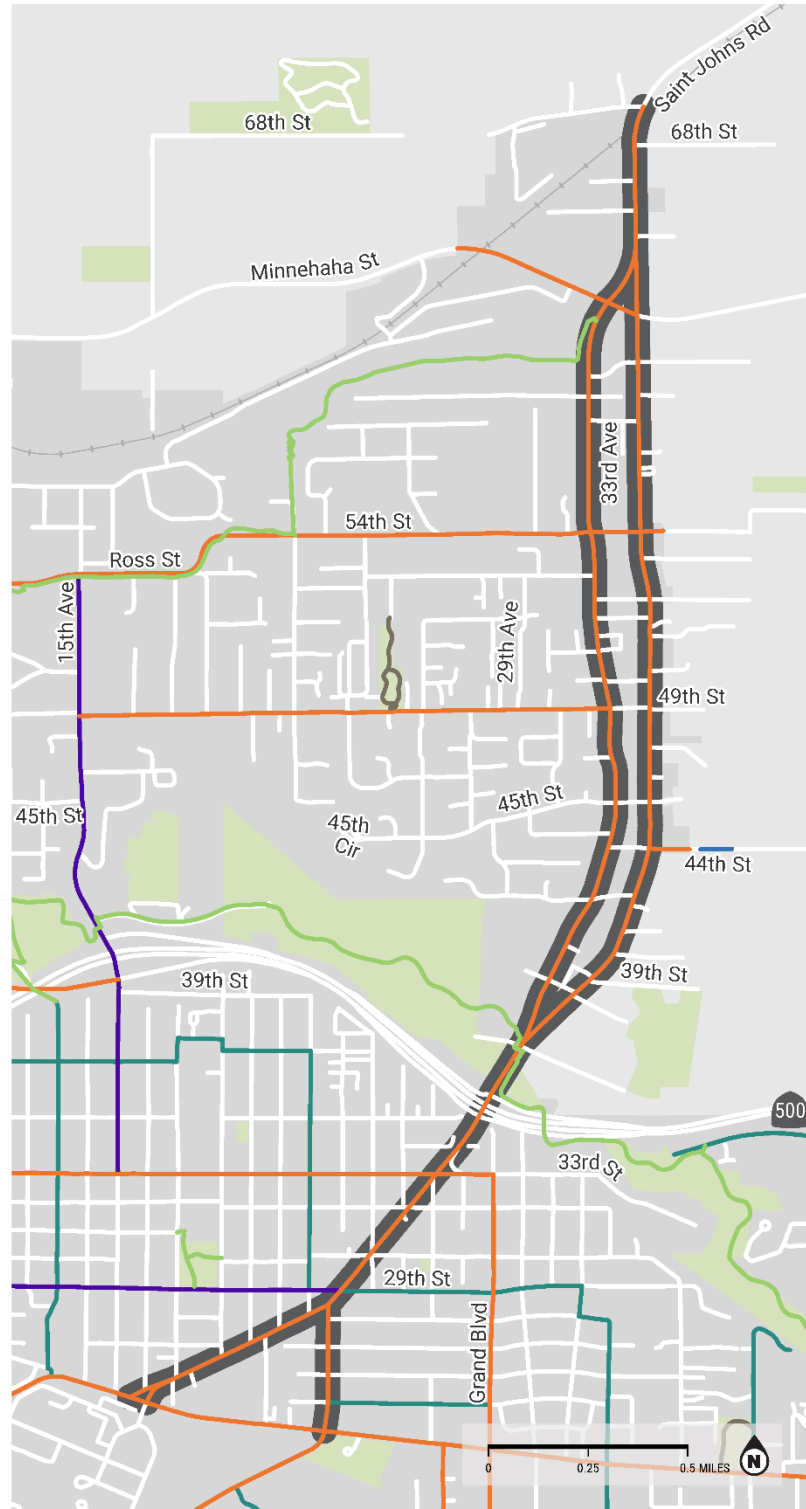 Saint Johns Rd
68th St
68th St
Minnehaha St
33rd Ave
54th St
Ross St
15th Ave
29th Ave
49th St
45th St
45th St
45th
Cir
44th St
39th St
39th St
500
33rd St
29th St
Grand Blvd
0
0.25
0.5 MILES
N